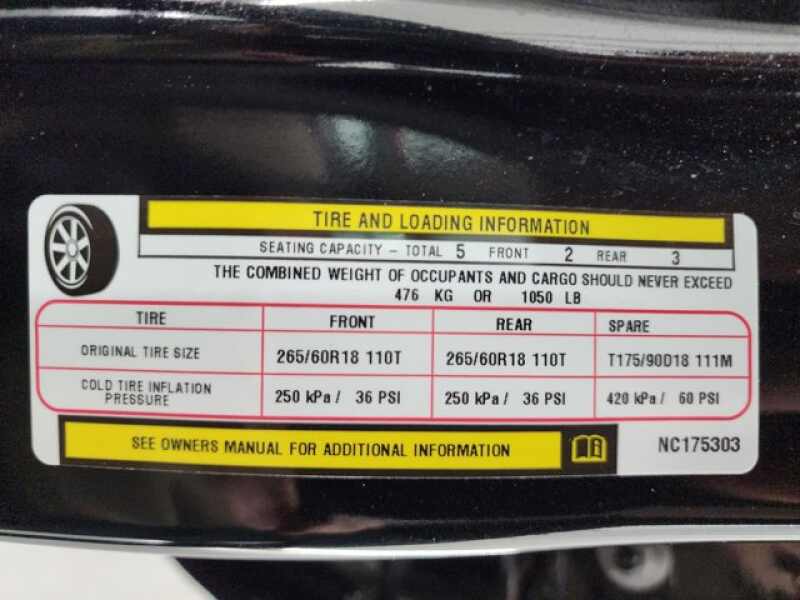 TIRE AND LOADING INFORMATION
SEATING CAPACITY – TOTAL 5 FRONT 2 REAR 3
THE COMBINED WEIGHT OF OCCUPANTS AND CARGO SHOULD NEVER EXCEED
476 KG OR 1050 LB
TIRE FRONT REAR SPARE
ORIGINAL TIRE SIZE 265/60R18 110T 265/60R18 110T T175/90D18 111M
COLD TIRE INFLATION
PRESSURE 250 kPa / 36 PSI 250 kPa / 36 PSI 420 kPa / 60 PSI
SEE OWNERS MANUAL FOR ADDITIONAL INFORMATION NC175303